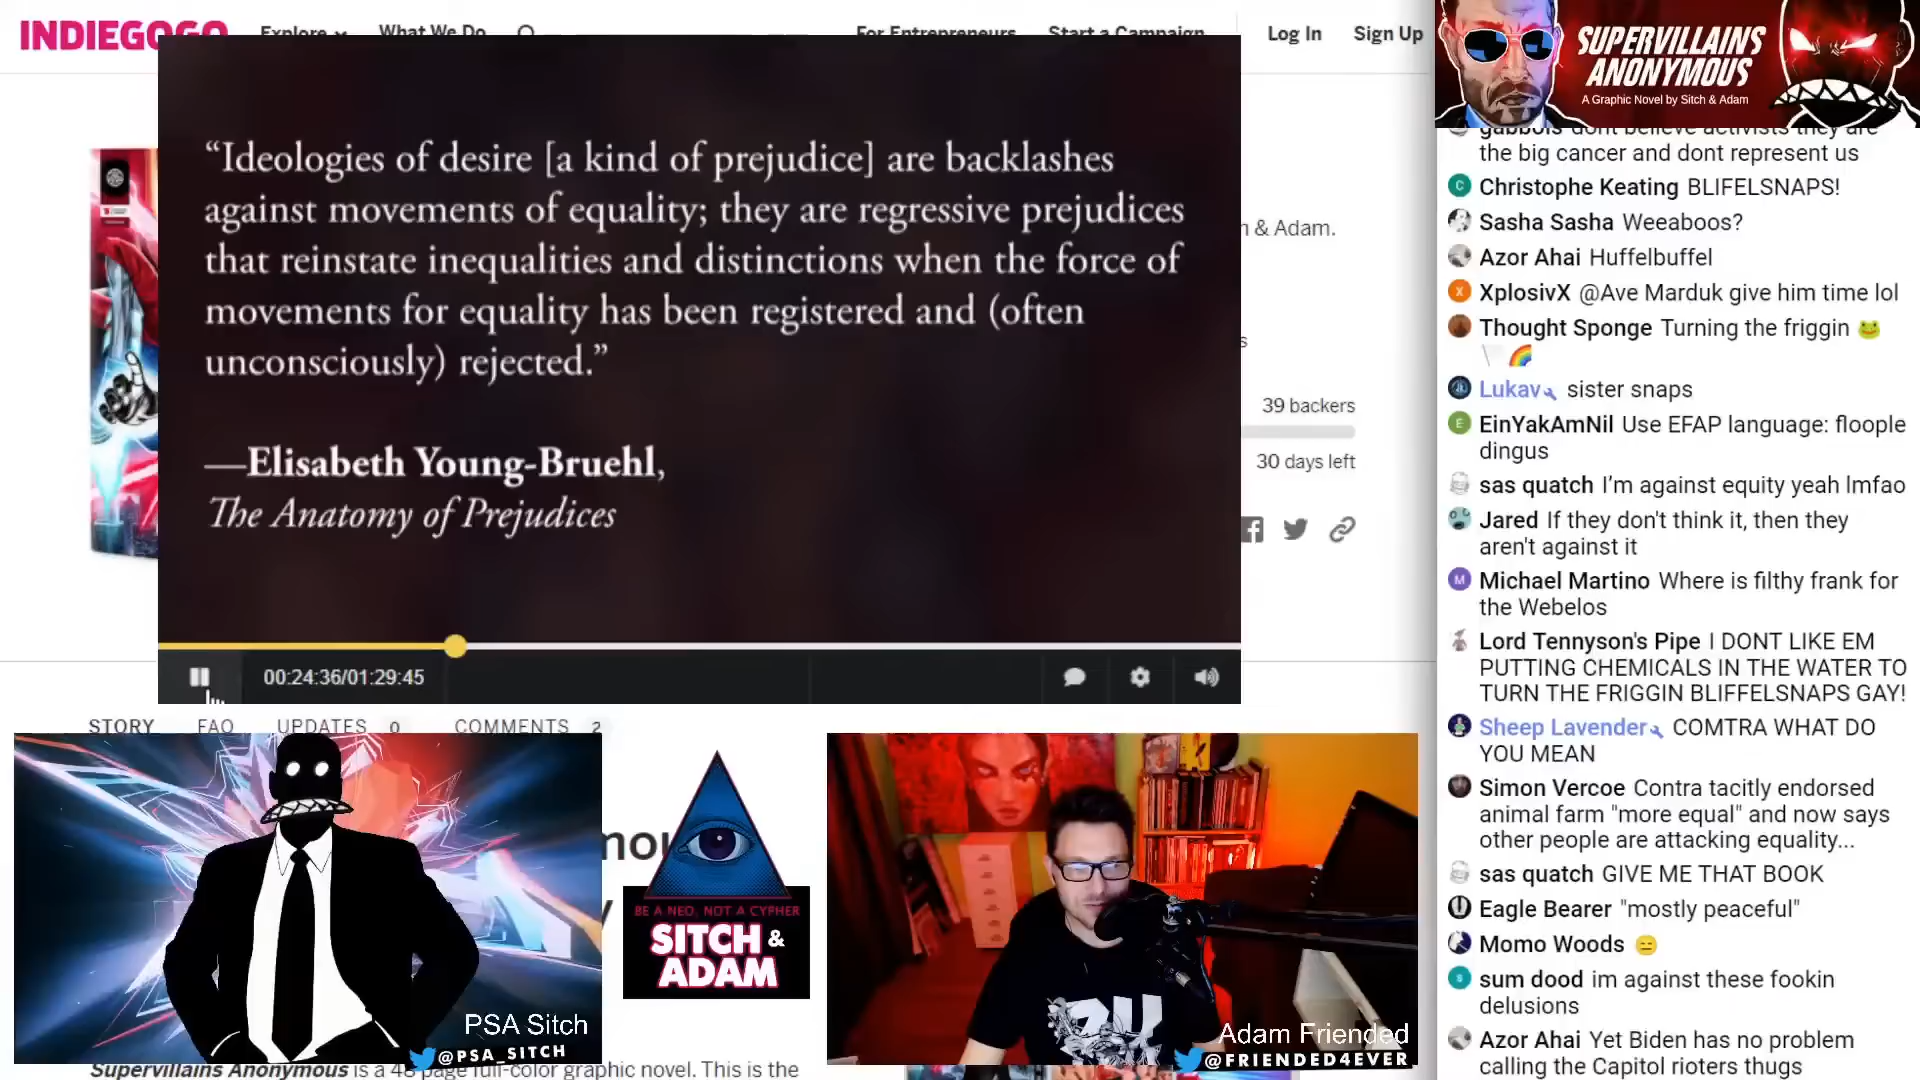 INDIEGOGO
Explore
What We Do
For Entrepreneurs
Start a Campaign
Log In
Sign Up
“Ideologies of desire [a kind of prejudice] are backlashes
against movements of equality; they are regressive prejudices
that reinstate inequalities and distinctions when the force of
movements for equality has been registered and (often
unconsciously) rejected.”
—Elisabeth Young-Bruehl,
The Anatomy of Prejudices
00:24:36/01:29:45
& Adam.
39 backers
30 days left
STORY
FAQ
UPDATES 0
COMMENTS 2
BE A NEO, NOT A CYPHER
SITCH &
ADAM
PSA Sitch
@PSA_SITCH
Adam Friended
@FRIENDED4EVER
Supervillains Anonymous is a 48 page full-color graphic novel. This is the
SUPERVILLAINS
ANONYMOUS
A Graphic Novel by Sitch & Adam
gabbois dont believe activists they are
the big cancer and dont represent us
Christophe Keating BLIFELSNAPS!
Sasha Sasha Weeaboos?
Azor Ahai Huffelbuffel
XplosivX @Ave Marduk give him time lol
Thought Sponge Turning the friggin 🐸
🏳️‍🌈
Lukav sister snaps
EinYakAmNil Use EFAP language: floople
dingus
sas quatch I’m against equity yeah lmfao
Jared If they don't think it, then they
aren't against it
Michael Martino Where is filthy frank for
the Webelos
Lord Tennyson's Pipe I DONT LIKE EM
PUTTING CHEMICALS IN THE WATER TO
TURN THE FRIGGIN BLIFFELSNAPS GAY!
Sheep Lavender COMTRA WHAT DO
YOU MEAN
Simon Vercoe Contra tacitly endorsed
animal farm "more equal" and now says
other people are attacking equality...
sas quatch GIVE ME THAT BOOK
Eagle Bearer "mostly peaceful"
Momo Woods 😑
sum dood im against these fookin
delusions
Azor Ahai Yet Biden has no problem
calling the Capitol rioters thugs